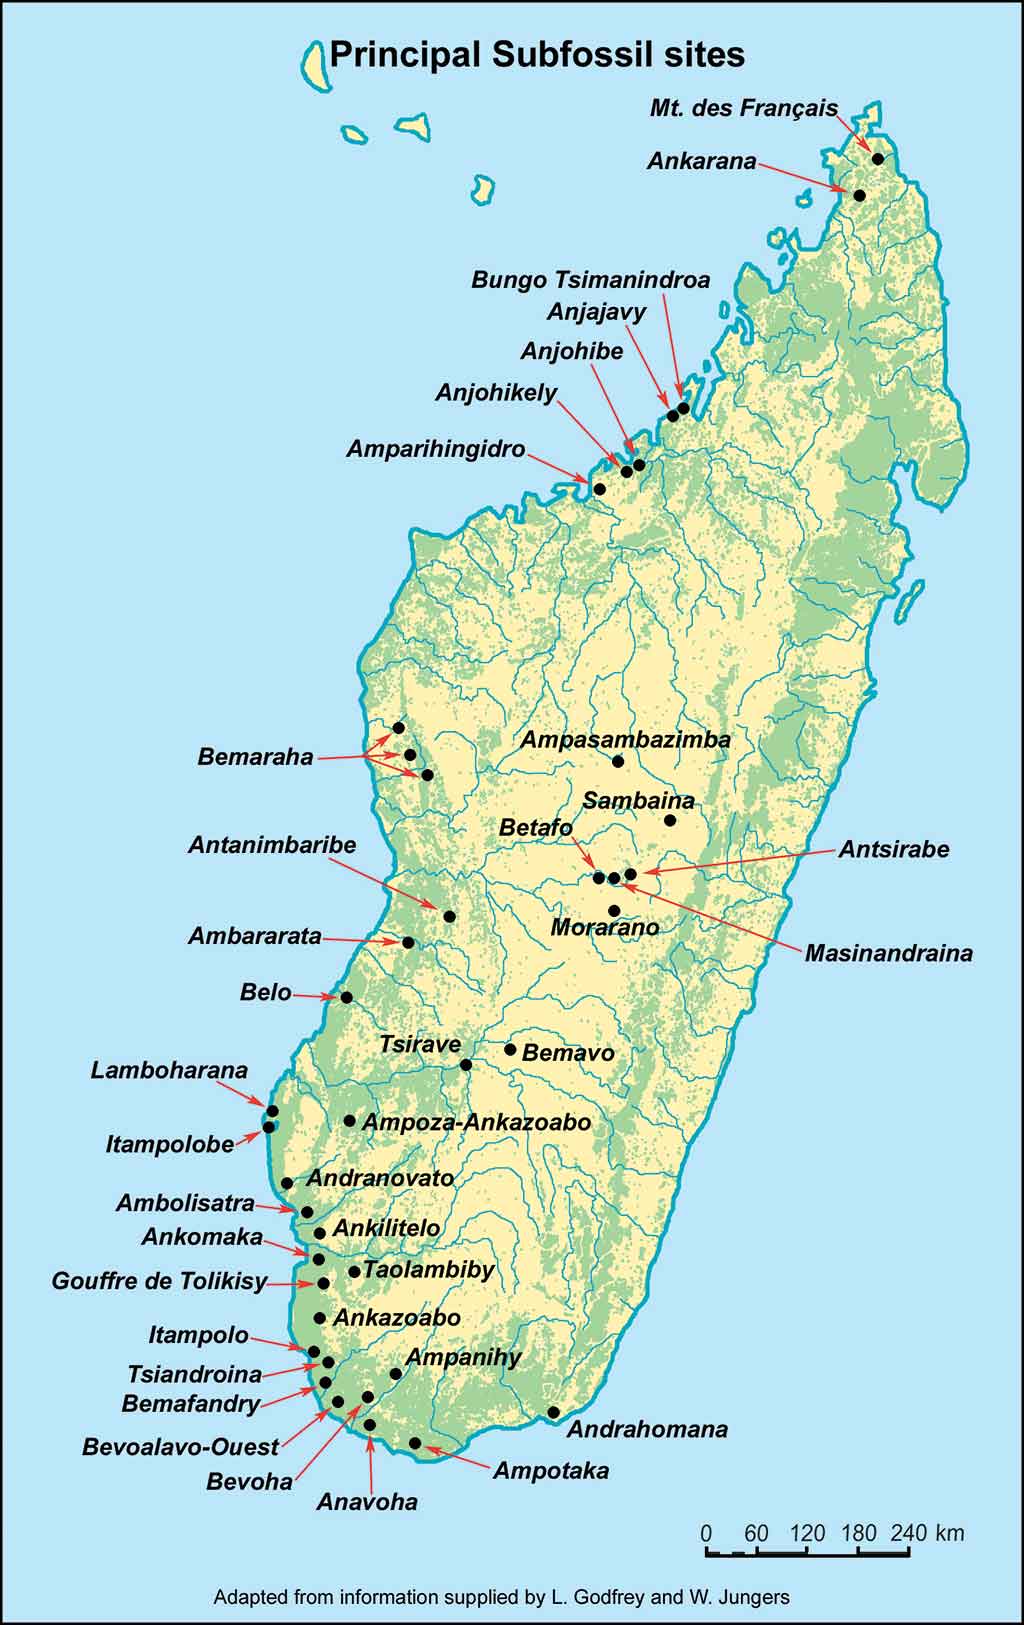 Principal Subfossil sites
Mt. des Français
Ankarana
Bungo Tsimanindroa
Anjajavy
Anjohibe
Anjohikely
Amparihingidro
Ampasambazimba
Bemaraha
Sambaina
Betafo
Antanimbaribe
Antsirabe
Morarano
Ambararata
Masinandraina
Belo
Tsirave
Bemavo
Lamboharana
Ampoza-Ankazoabo
Itampolobe
Andranovato
Ambolisatra
Ankilitelo
Ankomaka
Taolambiby
Gouffre de Tolikisy
Ankazoabo
Itampolo
Ampanihy
Tsiandroina
Bemafandry
Andrahomana
Bevoalavo-Ouest
Ampotaka
Bevoha
Anavoha
0 60 120 180 240 km
Adapted from information supplied by L. Godfrey and W. Jungers